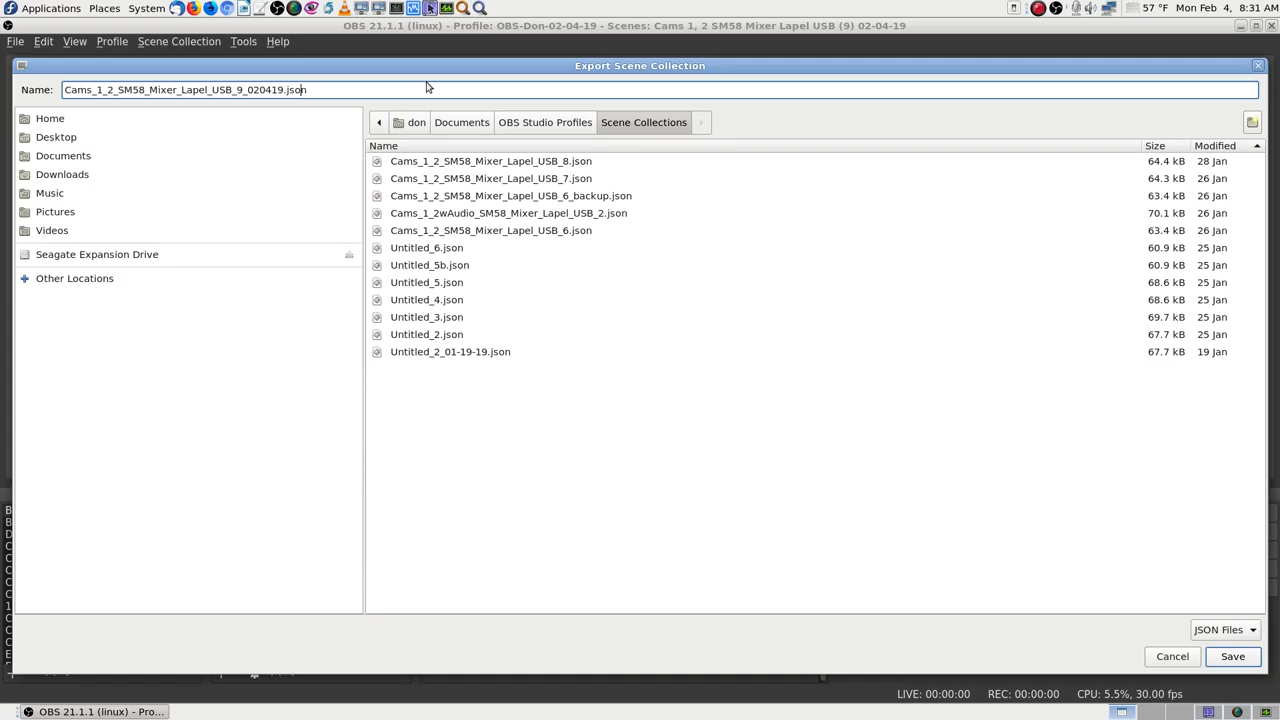 Applications Places System 57 °F Mon Feb 4, 8:31 AM
OBS 21.1.1 (linux) - Profile: OBS-Don-02-04-19 - Scenes: Cams 1, 2 SM58 Mixer Lapel USB (9) 02-04-19
File Edit View Profile Scene Collection Tools Help
Export Scene Collection
Name: Cams_1_2_SM58_Mixer_Lapel_USB_9_020419.json
Home
Desktop
Documents
Downloads
Music
Pictures
Videos
Seagate Expansion Drive
Other Locations
don Documents OBS Studio Profiles Scene Collections
Name Size Modified
Cams_1_2_SM58_Mixer_Lapel_USB_8.json 64.4 kB 28 Jan
Cams_1_2_SM58_Mixer_Lapel_USB_7.json 64.3 kB 26 Jan
Cams_1_2_SM58_Mixer_Lapel_USB_6_backup.json 63.4 kB 26 Jan
Cams_1_2wAudio_SM58_Mixer_Lapel_USB_2.json 70.1 kB 26 Jan
Cams_1_2_SM58_Mixer_Lapel_USB_6.json 63.4 kB 26 Jan
Untitled_6.json 60.9 kB 25 Jan
Untitled_5b.json 60.9 kB 25 Jan
Untitled_5.json 68.6 kB 25 Jan
Untitled_4.json 68.6 kB 25 Jan
Untitled_3.json 69.7 kB 25 Jan
Untitled_2.json 67.7 kB 25 Jan
Untitled_2_01-19-19.json 67.7 kB 19 Jan
JSON Files
Cancel Save
LIVE: 00:00:00 REC: 00:00:00 CPU: 5.5%, 30.00 fps
OBS 21.1.1 (linux) - Pro...